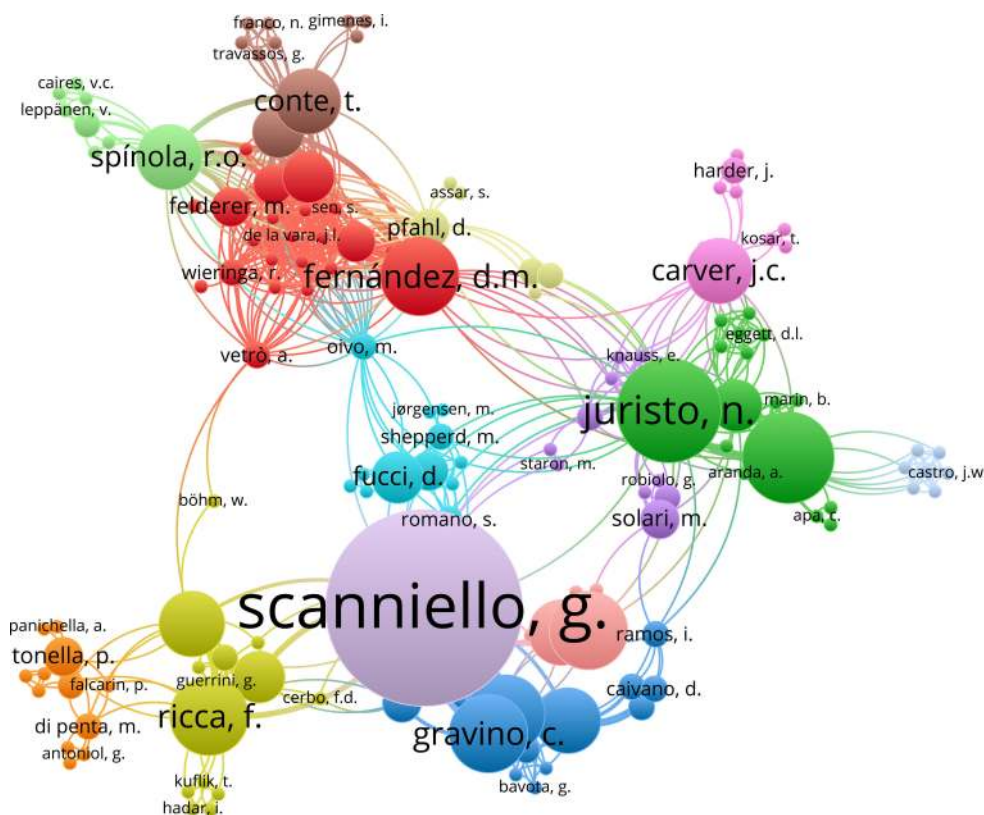 franco, n.
gimenes, i.
travassos, g.
caires, v.c.
conte, t.
leppänen, v.
spínola, r.o.
harder, j.
assar, s.
felderer, m.
sen, s.
pfahl, d.
de la vara, j.l.
kosar, t.
wieringa, r.
fernández, d.m.
carver, j.c.
eggett, d.l.
vetrò, a.
oivo, m.
knauss, e.
marin, b.
jørgensen, m.
juristo, n.
shepperd, m.
staron, m.
aranda, a.
castro, j.w
fucci, d.
robiolo, g.
böhm, w.
romano, s.
solari, m.
apa, c.
scanniello, g.
panichella, a.
ramos, i.
tonella, p.
guerrini, g.
falcarin, p.
cerbo, f.d.
caivano, d.
di penta, m.
ricca, f.
gravino, c.
antoniol, g.
kuflik, t.
bavota, g.
hadar, i.